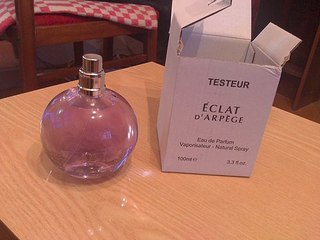 TESTEUR
ÉCLAT
D'ARPÈGE
Eau de Parfum
Vaporisateur - Natural Spray
100ml e 3.3 fl.oz.